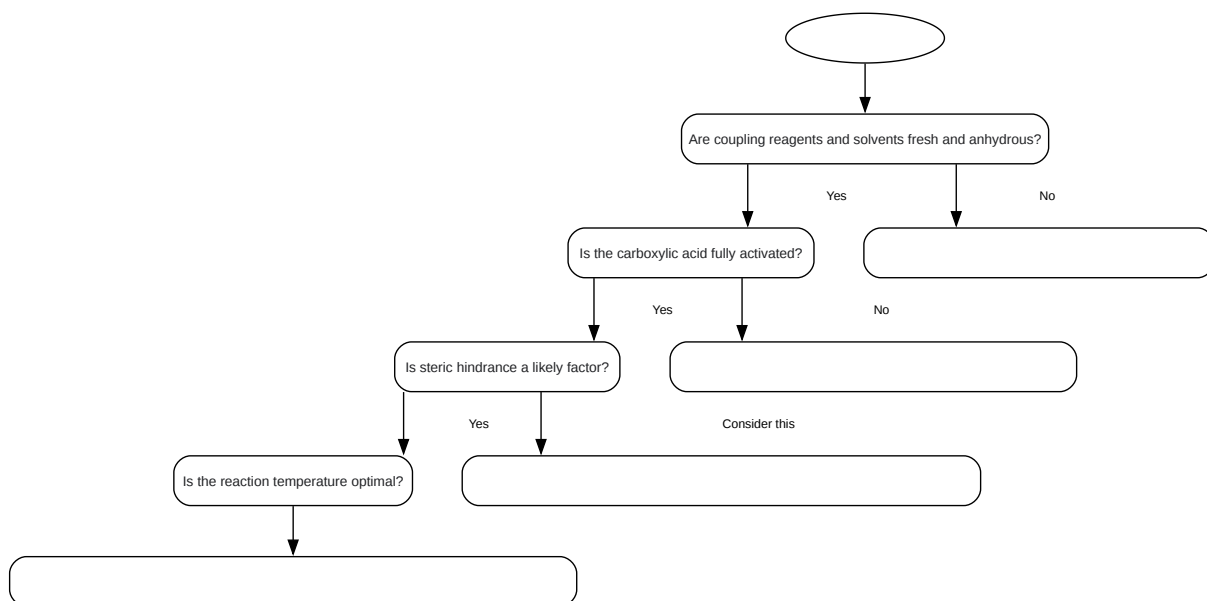 Are coupling reagents and solvents fresh and anhydrous?
Yes
No
Is the carboxylic acid fully activated?
Yes
No
Is steric hindrance a likely factor?
Yes
Consider this
Is the reaction temperature optimal?